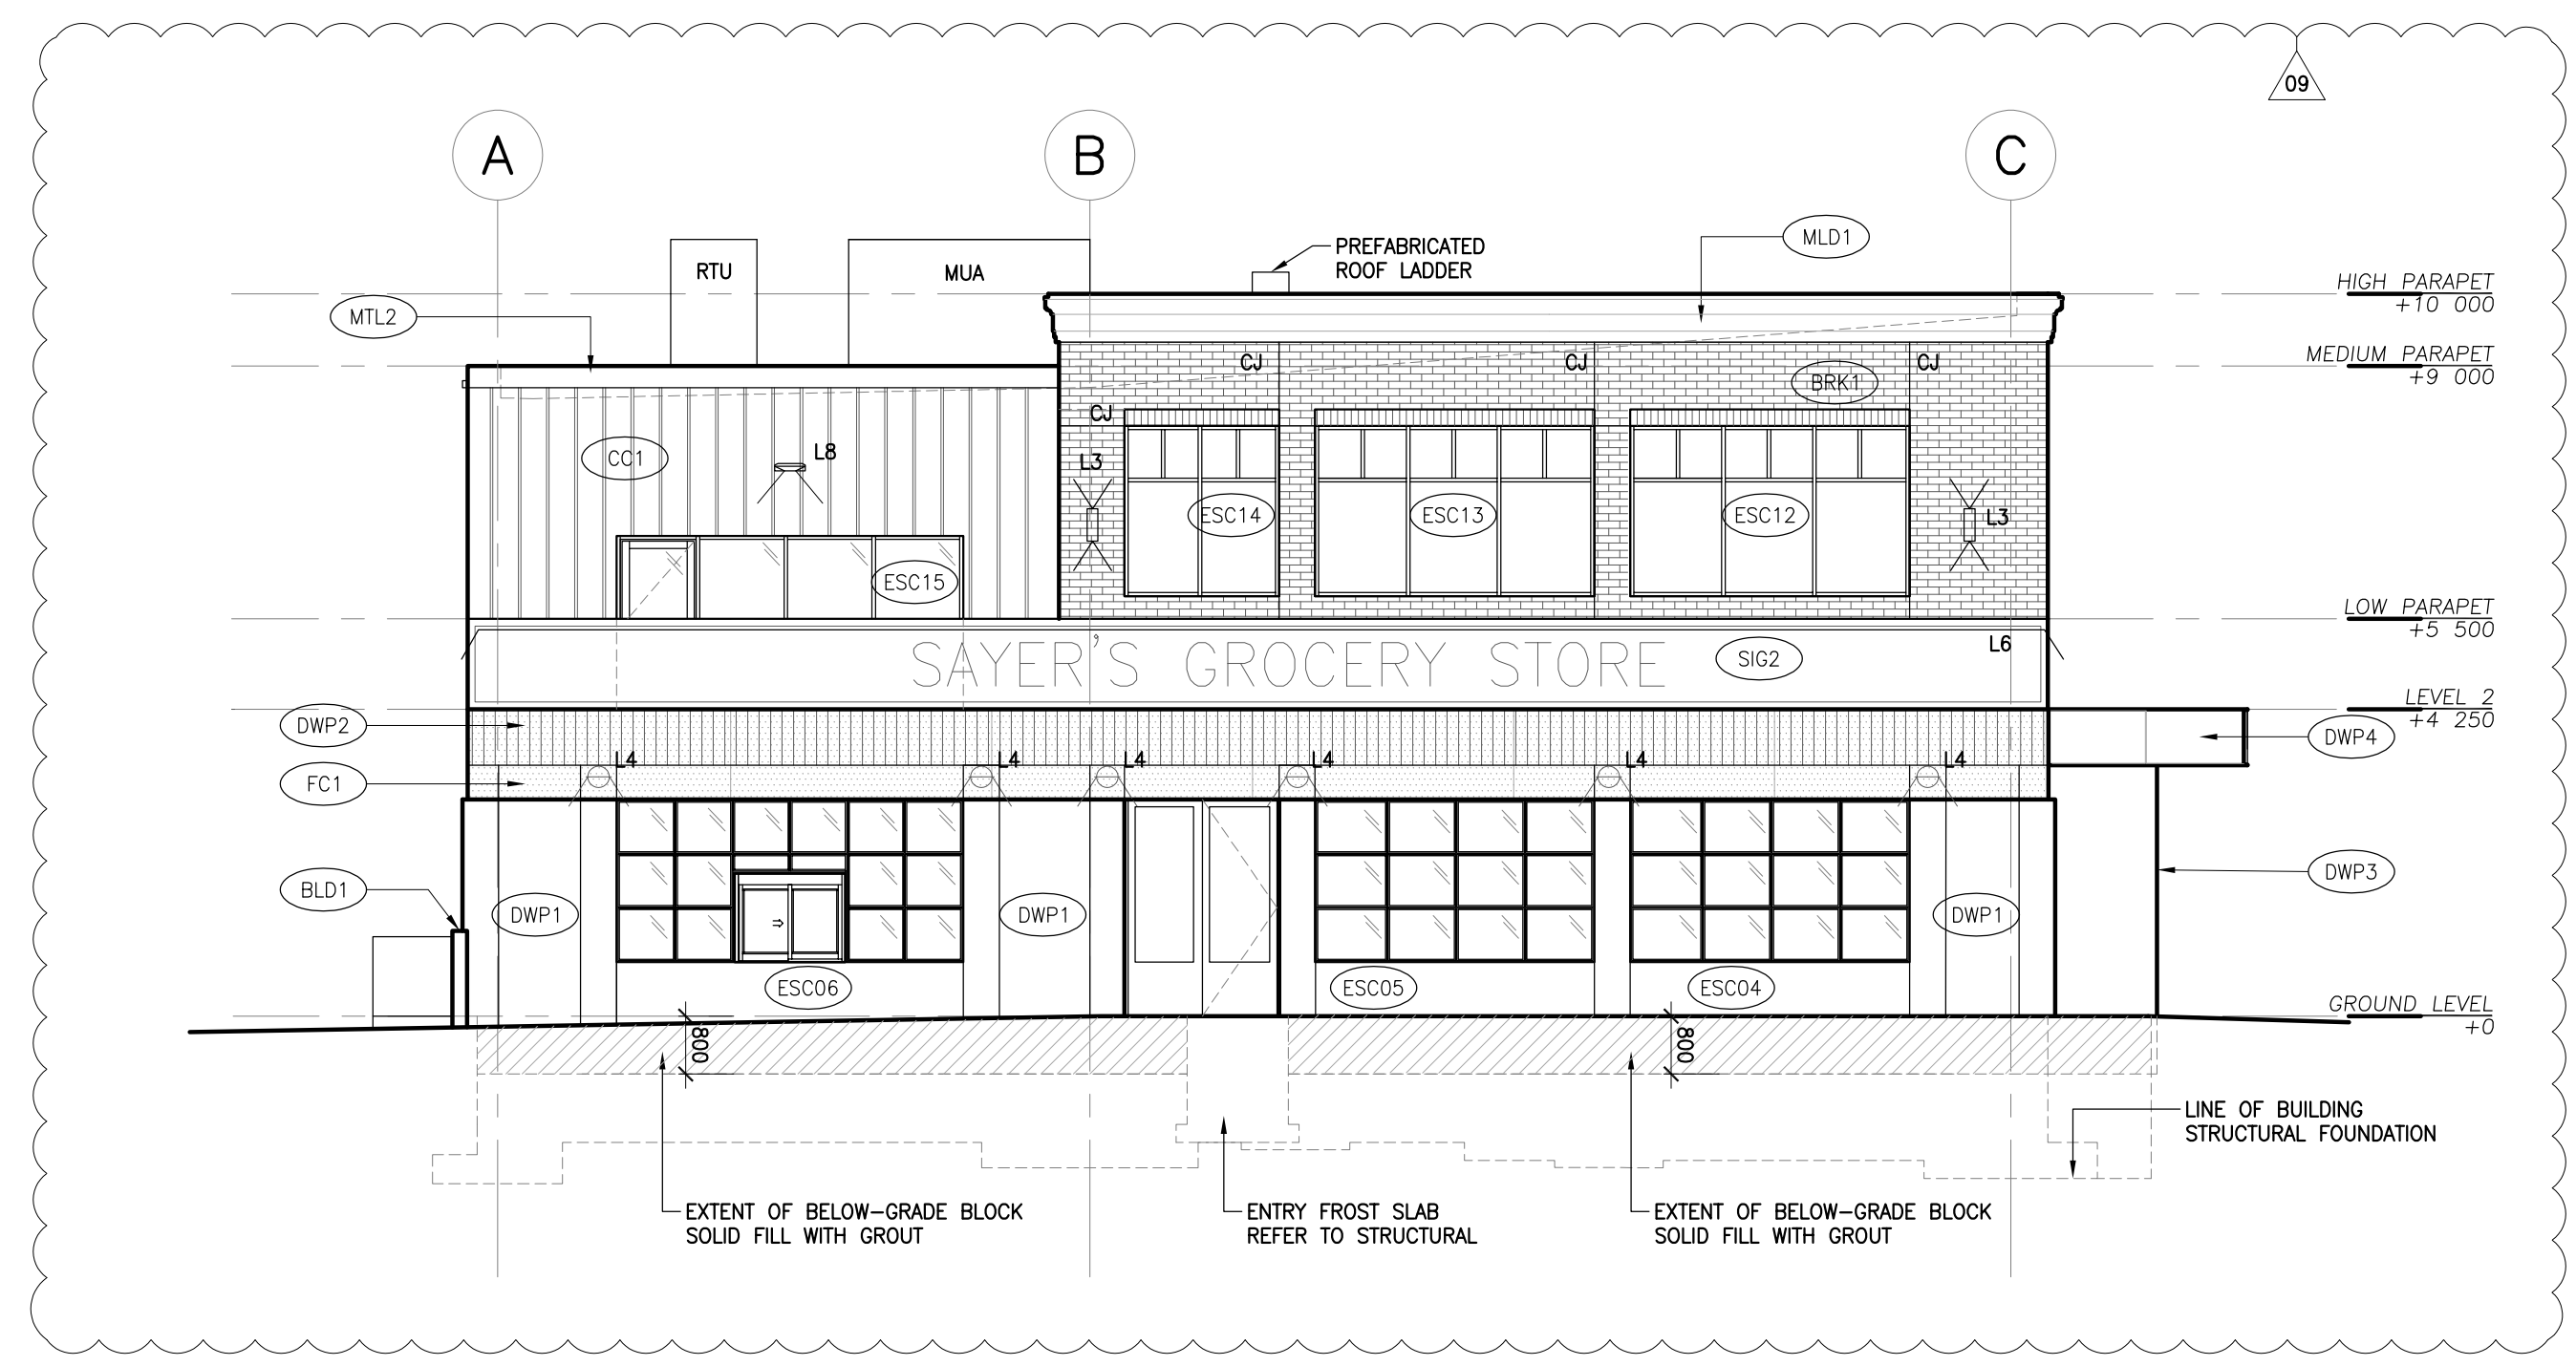 09
A
B
C
RTU
MUA
PREFABRICATED
ROOF LADDER
MLD1
HIGH PARAPET
+10 000
MTL2
MEDIUM PARAPET
+9 000
CJ
CJ
CJ
BRK1
CJ
CC1
L8
L3
ESC14
ESC13
ESC12
L3
ESC15
LOW PARAPET
+5 500
SAYER'S GROCERY STORE
SIG2
L6
LEVEL 2
+4 250
DWP2
DWP4
L4
L4
L4
L4
L4
L4
FC1
BLD1
DWP3
DWP1
DWP1
DWP1
ESC06
ESC05
ESC04
GROUND LEVEL
+0
800
800
LINE OF BUILDING
STRUCTURAL FOUNDATION
EXTENT OF BELOW-GRADE BLOCK
SOLID FILL WITH GROUT
ENTRY FROST SLAB
REFER TO STRUCTURAL
EXTENT OF BELOW-GRADE BLOCK
SOLID FILL WITH GROUT